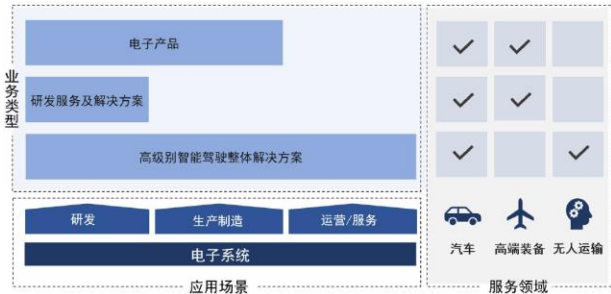 业务类型
电子产品
研发服务及解决方案
高级别智能驾驶整体解决方案
研发
生产制造
运营/服务
电子系统
应用场景
汽车
高端装备
无人运输
服务领域